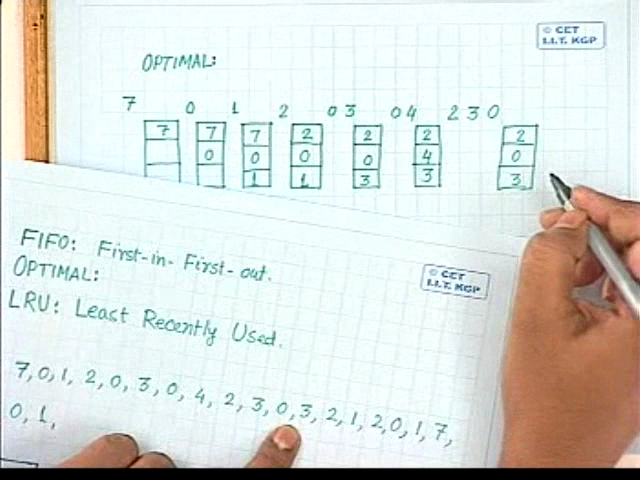 © CET
I.I.T. KGP
OPTIMAL:
7 0 1 2 0 3 0 4 2 3 0
7 7 7 2 2 2 2
0 0 0 0 4 0
1 1 3 3 3
FIFO: First-in-First-out.
© CET
I.I.T. KGP
OPTIMAL:
LRU: Least Recently Used.
7,0,1, 2,0, 3,0, 4, 2, 3, 0, 3, 2, 1, 2,0,1,7,
0, 1,